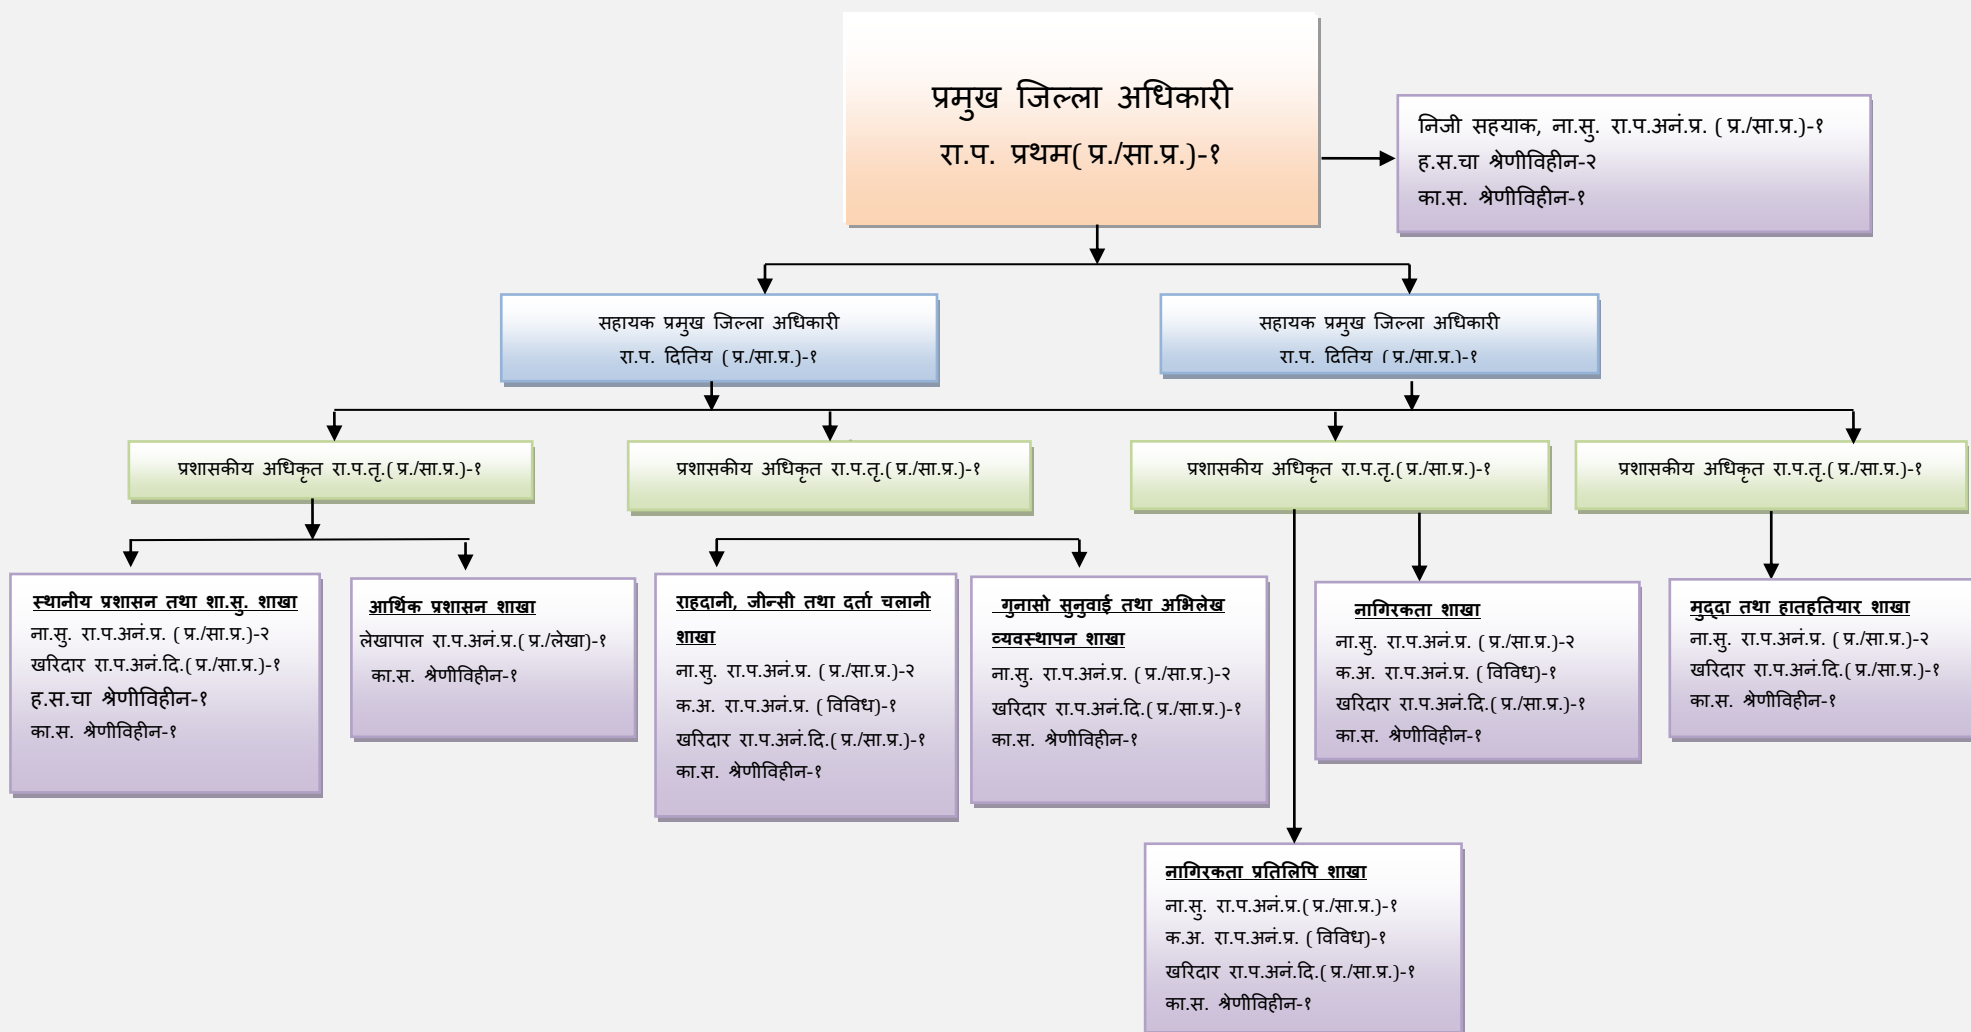 प्रमुख जिल्ला अधिकारी
रा.प. प्रथम(प्र./सा.प्र.)-१
निजी सहयाक, ना.सु. रा.प.अनं.प्र. (प्र./सा.प्र.)-१
ह.स.चा श्रेणीविहीन-२
का.स. श्रेणीविहीन-१
सहायक प्रमुख जिल्ला अधिकारी
रा.प. दितिय (प्र./सा.प्र.)-१
सहायक प्रमुख जिल्ला अधिकारी
रा.प. दितिय (प्र./सा.प्र.)-१
प्रशासकीय अधिकृत रा.प.तृ.(प्र./सा.प्र.)-१
प्रशासकीय अधिकृत रा.प.तृ.(प्र./सा.प्र.)-१
प्रशासकीय अधिकृत रा.प.तृ.(प्र./सा.प्र.)-१
प्रशासकीय अधिकृत रा.प.तृ.(प्र./सा.प्र.)-१
स्थानीय प्रशासन तथा शा.सु. शाखा
ना.सु. रा.प.अनं.प्र. (प्र./सा.प्र.)-२
खरिदार रा.प.अनं.दि.(प्र./सा.प्र.)-१
ह.स.चा श्रेणीविहीन-१
का.स. श्रेणीविहीन-१
आर्थिक प्रशासन शाखा
लेखापाल रा.प.अनं.प्र.(प्र./लेखा)-१
का.स. श्रेणीविहीन-१
राहदानी, जीन्सी तथा दर्ता चलानी
शाखा
ना.सु. रा.प.अनं.प्र. (प्र./सा.प्र.)-२
क.अ. रा.प.अनं.प्र. (विविध)-१
खरिदार रा.प.अनं.दि.(प्र./सा.प्र.)-१
का.स. श्रेणीविहीन-१
गुनासो सुनुवाई तथा अभिलेख
व्यवस्थापन शाखा
ना.सु. रा.प.अनं.प्र. (प्र./सा.प्र.)-२
खरिदार रा.प.अनं.दि.(प्र./सा.प्र.)-१
का.स. श्रेणीविहीन-१
नागिरकता शाखा
ना.सु. रा.प.अनं.प्र. (प्र./सा.प्र.)-२
क.अ. रा.प.अनं.प्र. (विविध)-१
खरिदार रा.प.अनं.दि.(प्र./सा.प्र.)-१
का.स. श्रेणीविहीन-१
मुद्दा तथा हातहतियार शाखा
ना.सु. रा.प.अनं.प्र. (प्र./सा.प्र.)-२
खरिदार रा.प.अनं.दि.(प्र./सा.प्र.)-१
का.स. श्रेणीविहीन-१
नागिरकता प्रतिलिपि शाखा
ना.सु. रा.प.अनं.प्र.(प्र./सा.प्र.)-१
क.अ. रा.प.अनं.प्र. (विविध)-१
खरिदार रा.प.अनं.दि.(प्र./सा.प्र.)-१
का.स. श्रेणीविहीन-१